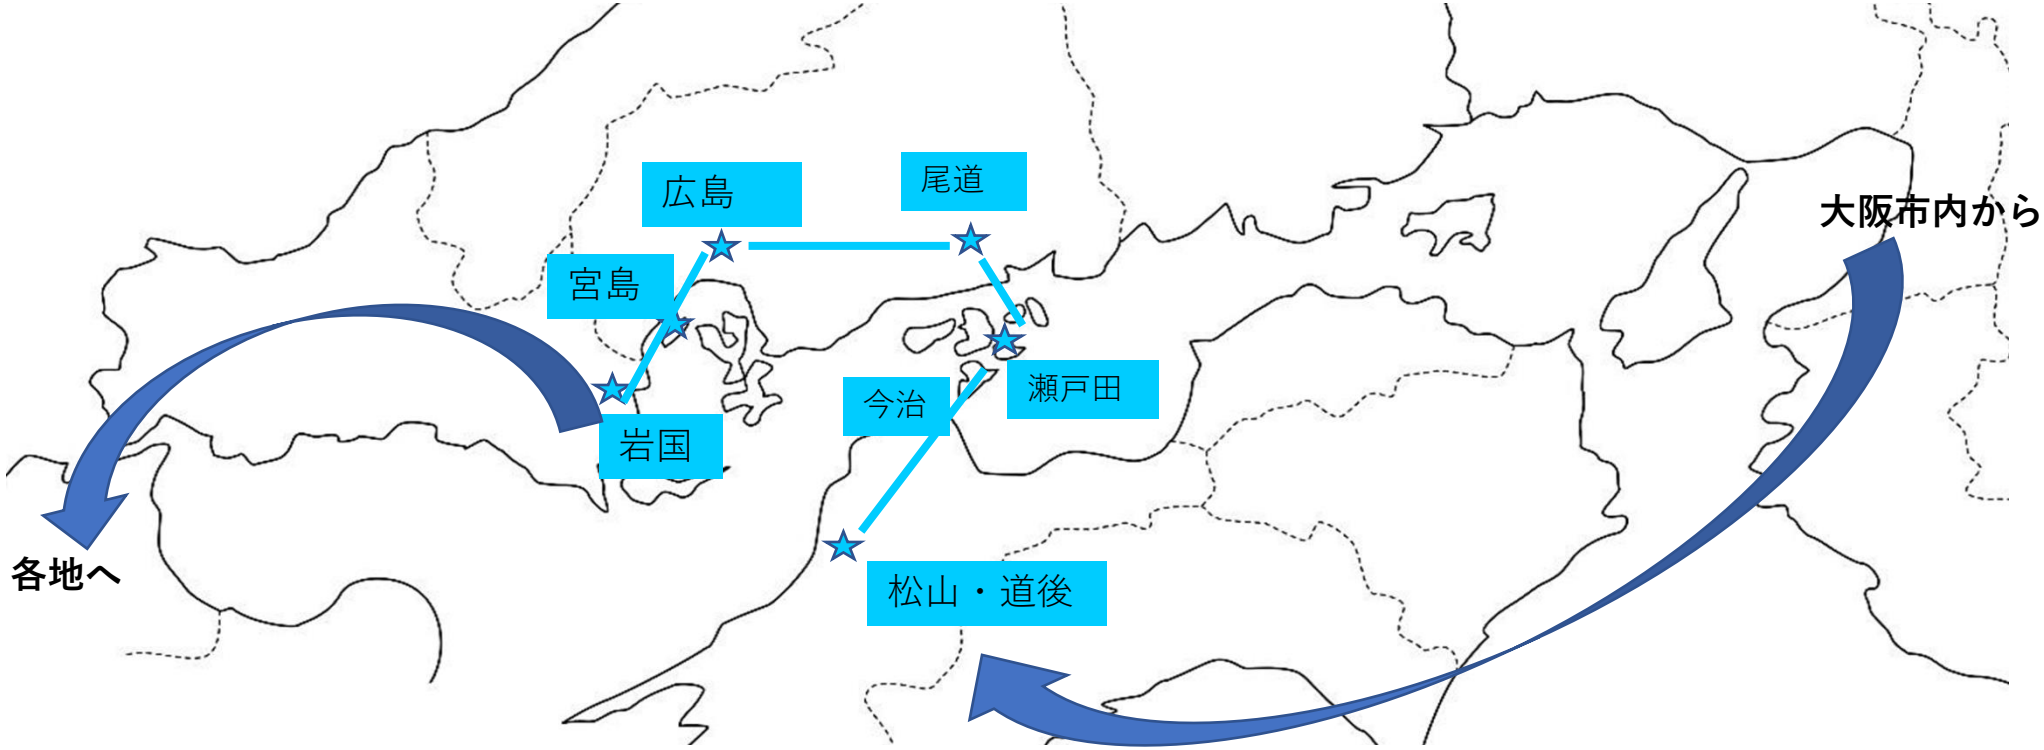 尾道
広島
大阪市内から
宮島
瀬戸田
今治
岩国
各地へ
松山・道後